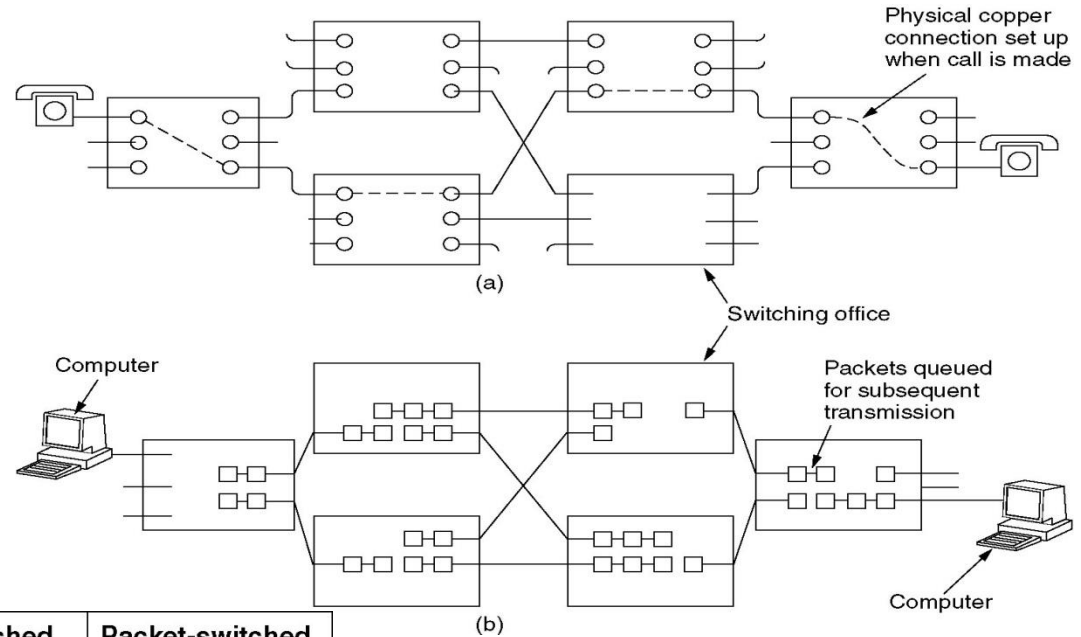 Physical copper
connection set up
when call is made
(a)
Switching office
Computer
Packets queued
for subsequent
transmission
Computer
(b)
Packet-switched